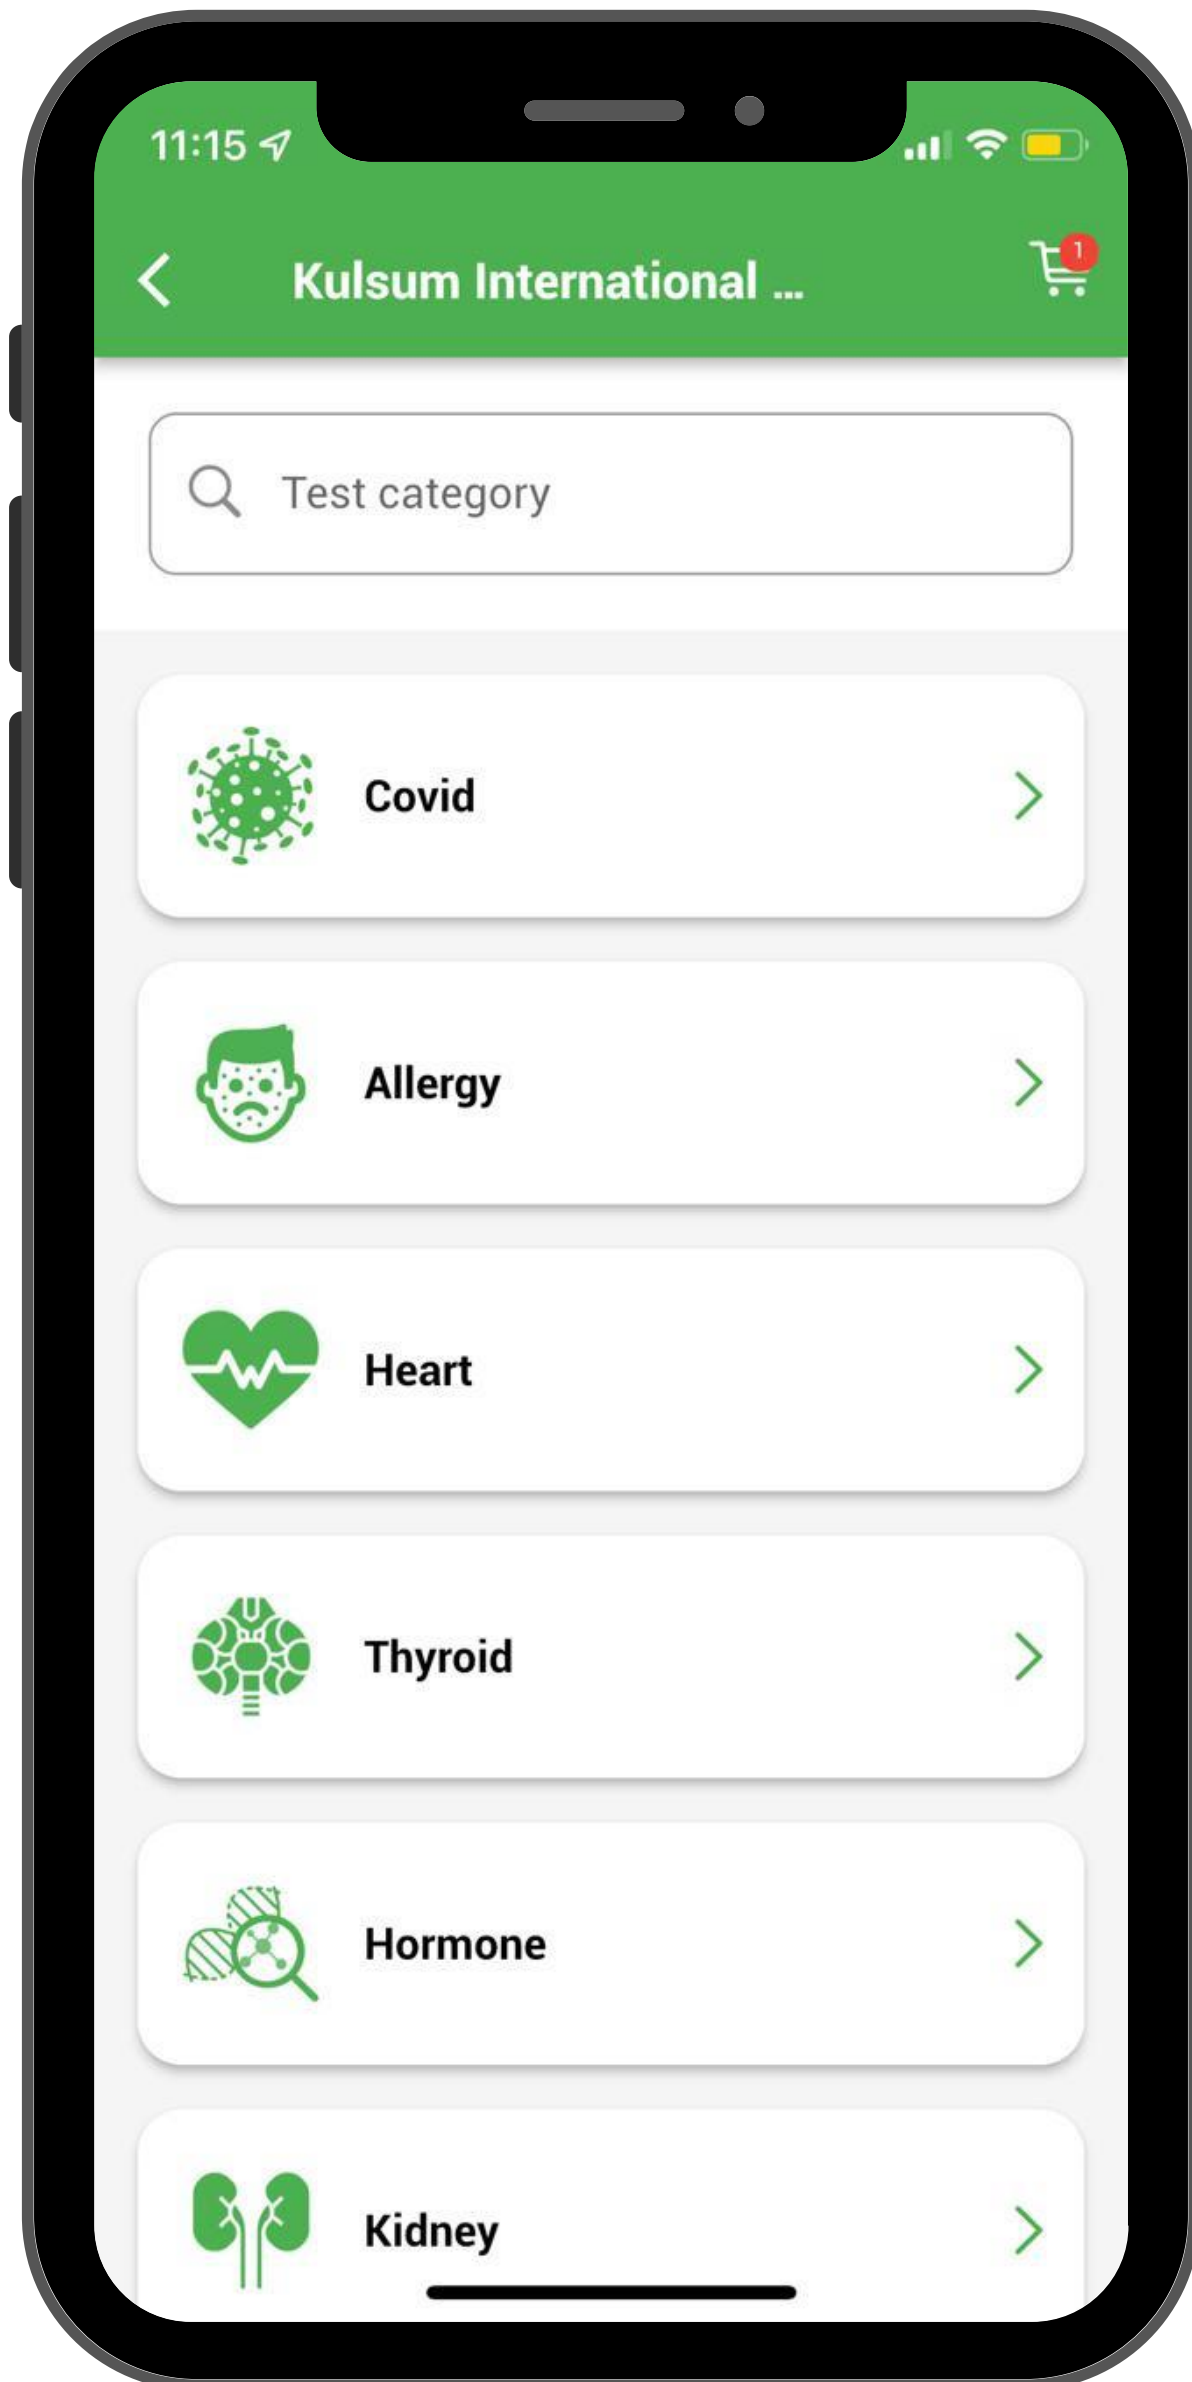 11:15
Kulsum International ...
1
Test category
Covid
Allergy
Heart
Thyroid
Hormone
Kidney